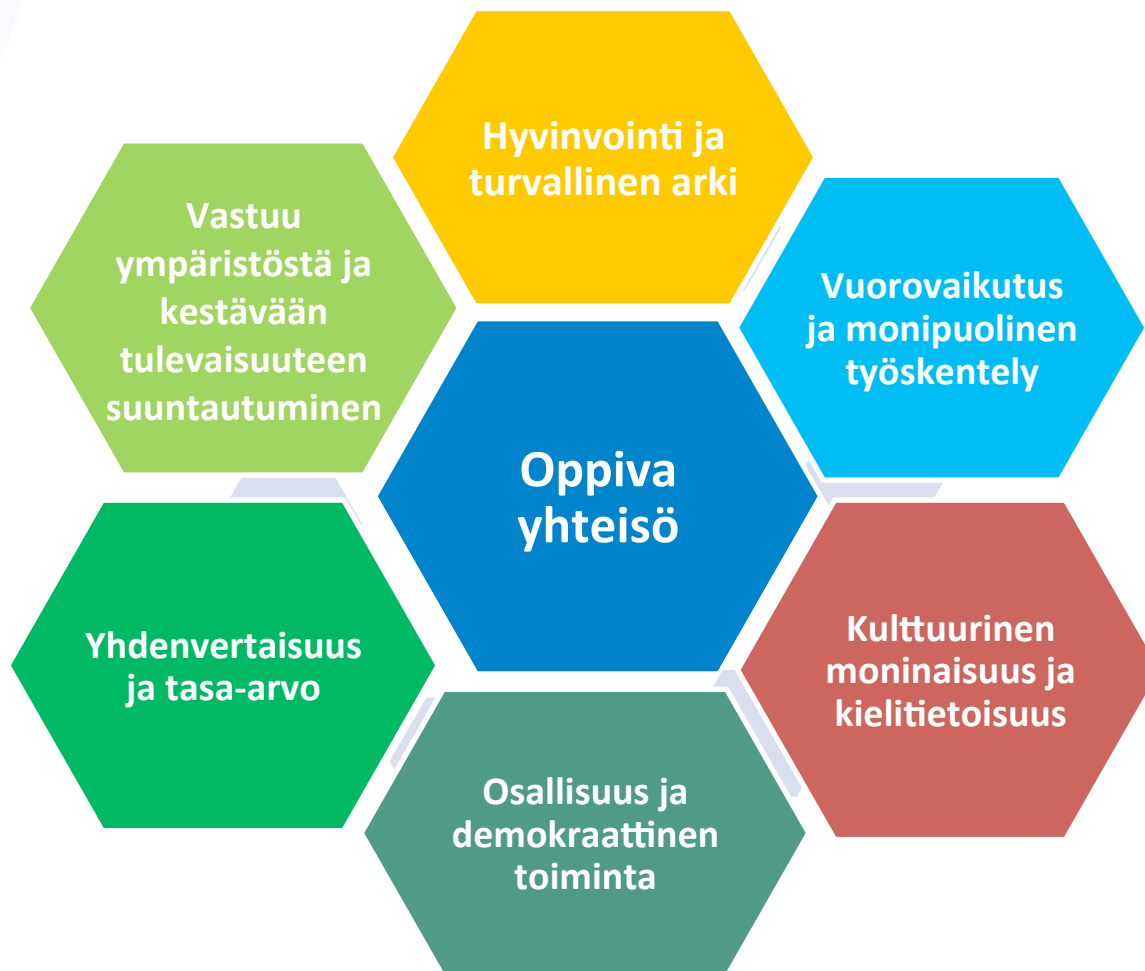 Hyvinvointi ja
turvallinen arki
Vuorovaikutus
ja monipuolinen
työskentely
Kulttuurinen
moninaisuus ja
kielitietoisuus
Osallisuus ja
demokraattinen
toiminta
Yhdenvertaisuus
ja tasa-arvo
Vastuu
ympäristöstä ja
kestävään
tulevaisuuteen
suuntautuminen
Oppiva
yhteisö